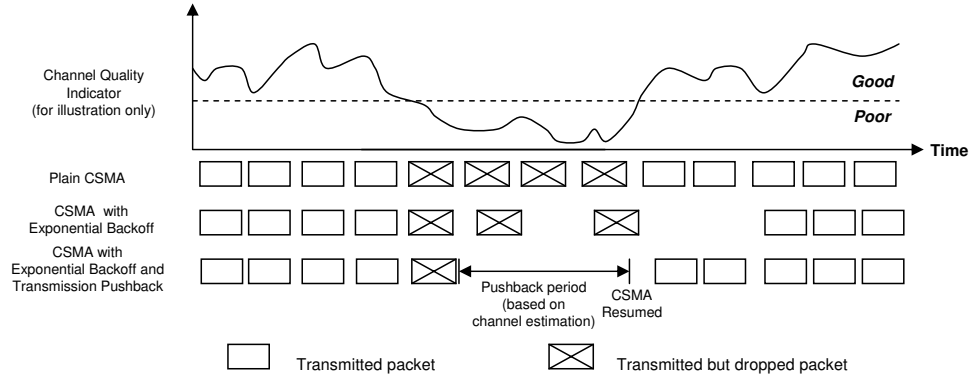 Channel Quality
Indicator
(for illustration only)
Good
Poor
Time
Plain CSMA
CSMA with
Exponential Backoff
CSMA with
Exponential Backoff and
Transmission Pushback
Pushback period
(based on
channel estimation)
CSMA
Resumed
Transmitted packet
Transmitted but dropped packet